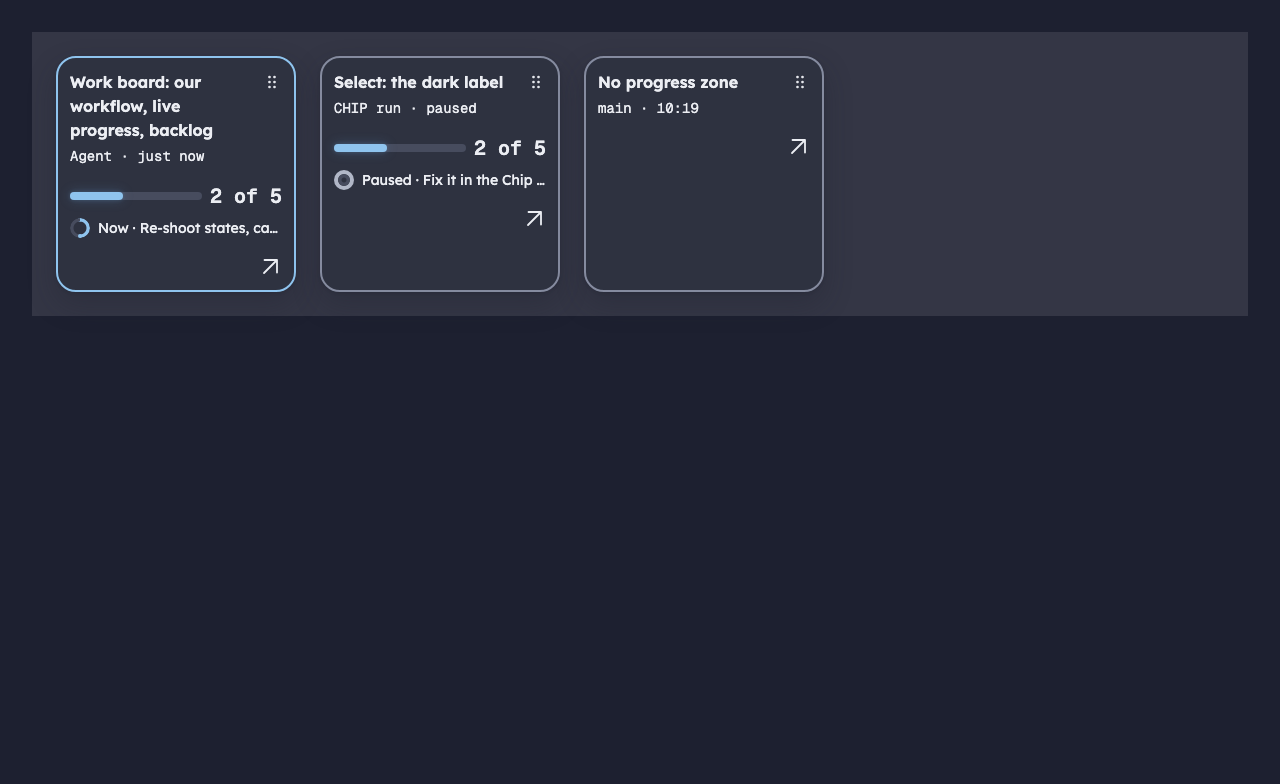 Work board: our
workflow, live
progress, backlog
Agent · just now
2 of 5
Now · Re-shoot states, ca…
Select: the dark label
CHIP run · paused
2 of 5
Paused · Fix it in the Chip …
No progress zone
main · 10:19